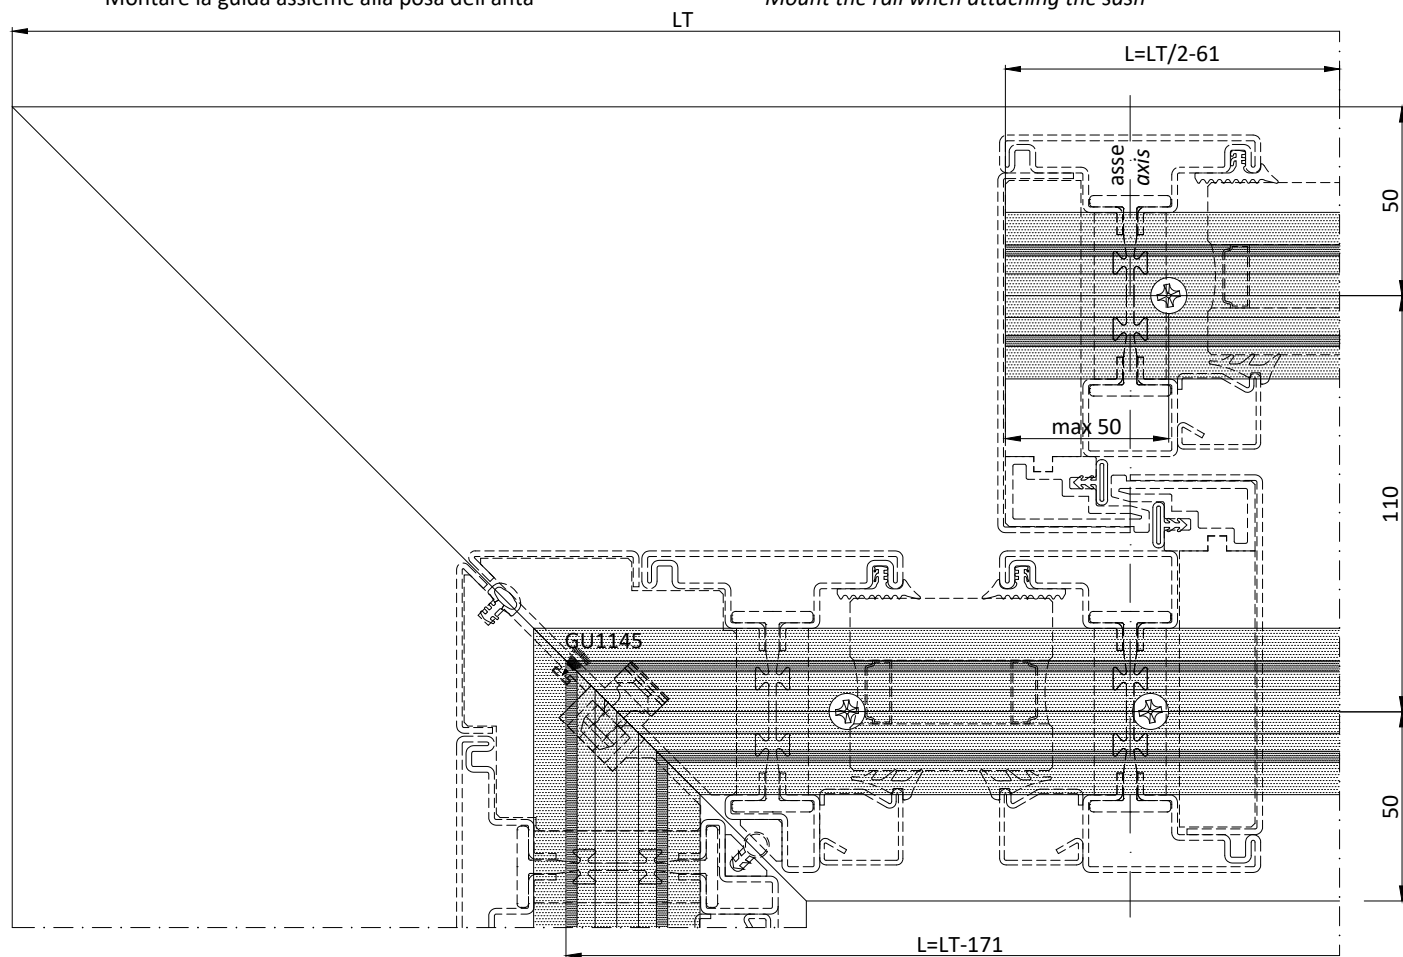 Montare la guida assieme alla posa dell'anta
Mount the rail when attaching the sash
LT
L=LT/2-61
asse
axis
50
max 50
110
GU1145
50
L=LT-171